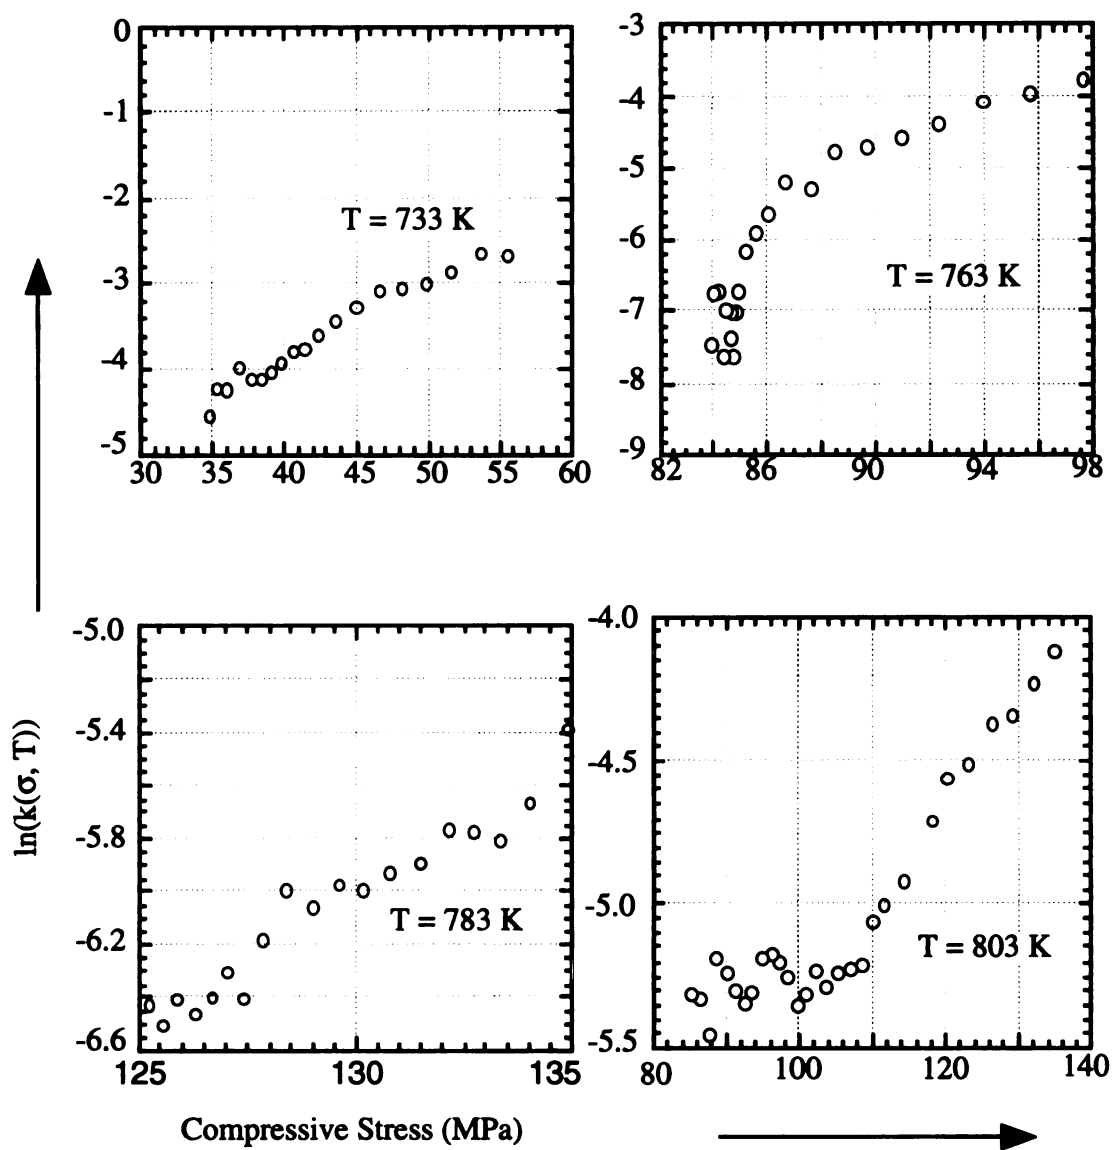 0
-1
-2
-3
-4
-5
T = 733 K
30 35 40 45 50 55 60
-3
-4
-5
-6
-7
-8
-9
T = 763 K
82 86 90 94 98
ln(k(σ, T))
-5.0
-5.4
-5.8
-6.2
-6.6
T = 783 K
125 130 135
-4.0
-4.5
-5.0
-5.5
T = 803 K
80 100 120 140
Compressive Stress (MPa)